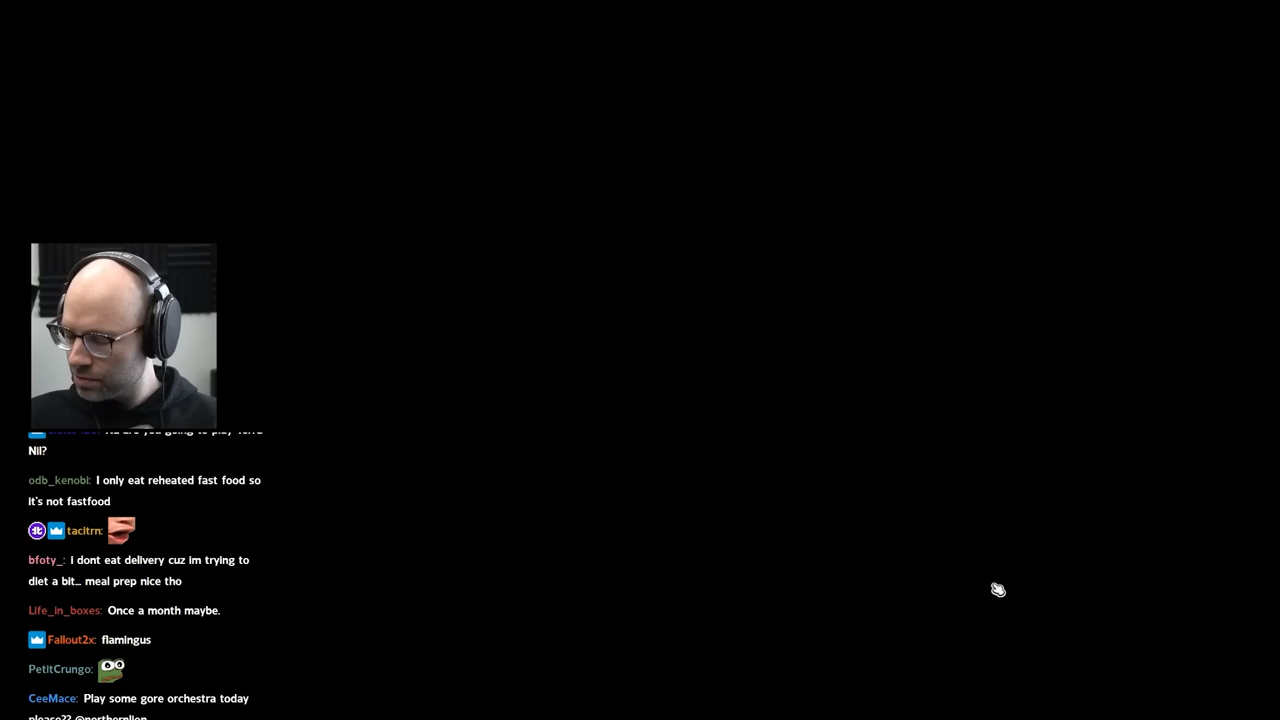 Nil?
odb_kenobi: I only eat reheated fast food so
it's not fastfood
tacitrn:
bfoty_: i dont eat delivery cuz im trying to
diet a bit... meal prep nice tho
Life_in_boxes: Once a month maybe.
Fallout2x: flamingus
PetitCrungo:
CeeMace: Play some gore orchestra today
please?? @northernlion